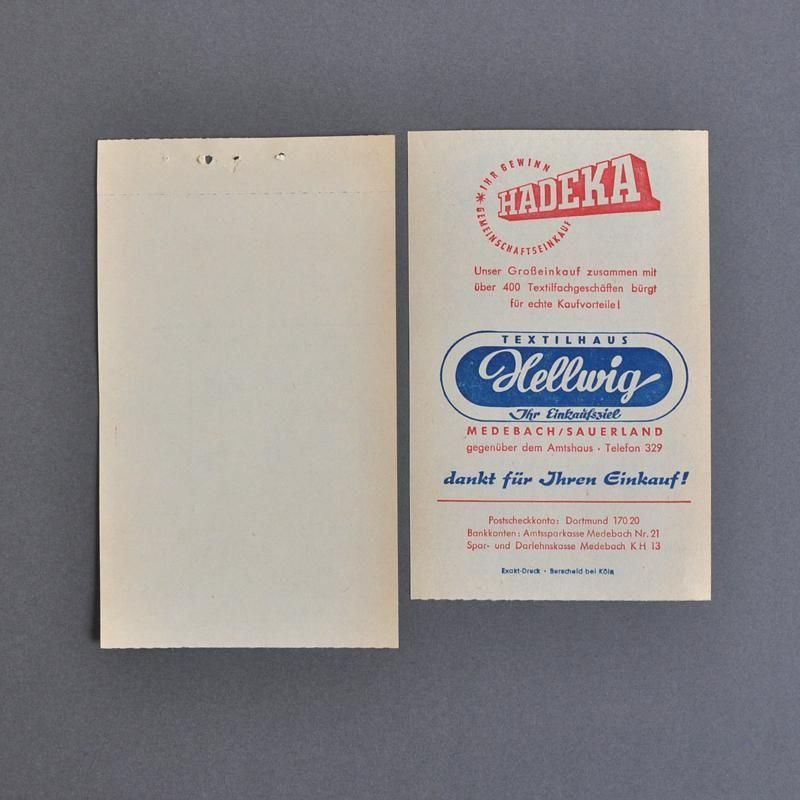 IHR GEWINN
HADEKA
GEMEINSCHAFTSEINKAUF
Unser Großeinkauf zusammen mit
über 400 Textilfachgeschäften bürgt
für echte Kaufvorteile!
TEXTILHAUS
Hellwig
Ihr Einkaufsziel
MEDEBACH/SAUERLAND
gegenüber dem Amtshaus · Telefon 329
dankt für Ihren Einkauf!
Postscheckkonto: Dortmund 170 20
Bankkonten: Amtssparkasse Medebach Nr. 21
Spar- und Darlehnskasse Medebach K H 13
Exakt-Druck · Burscheid bei Köln